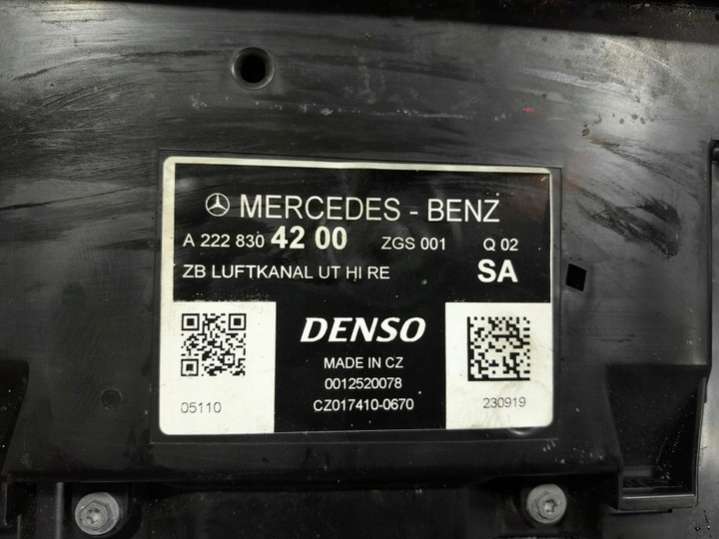 MERCEDES - BENZ
A 222 830 42 00 ZGS 001 Q 02
ZB LUFTKANAL UT HI RE SA
DENSO
MADE IN CZ
0012520078
05110 CZ017410-0670 230919